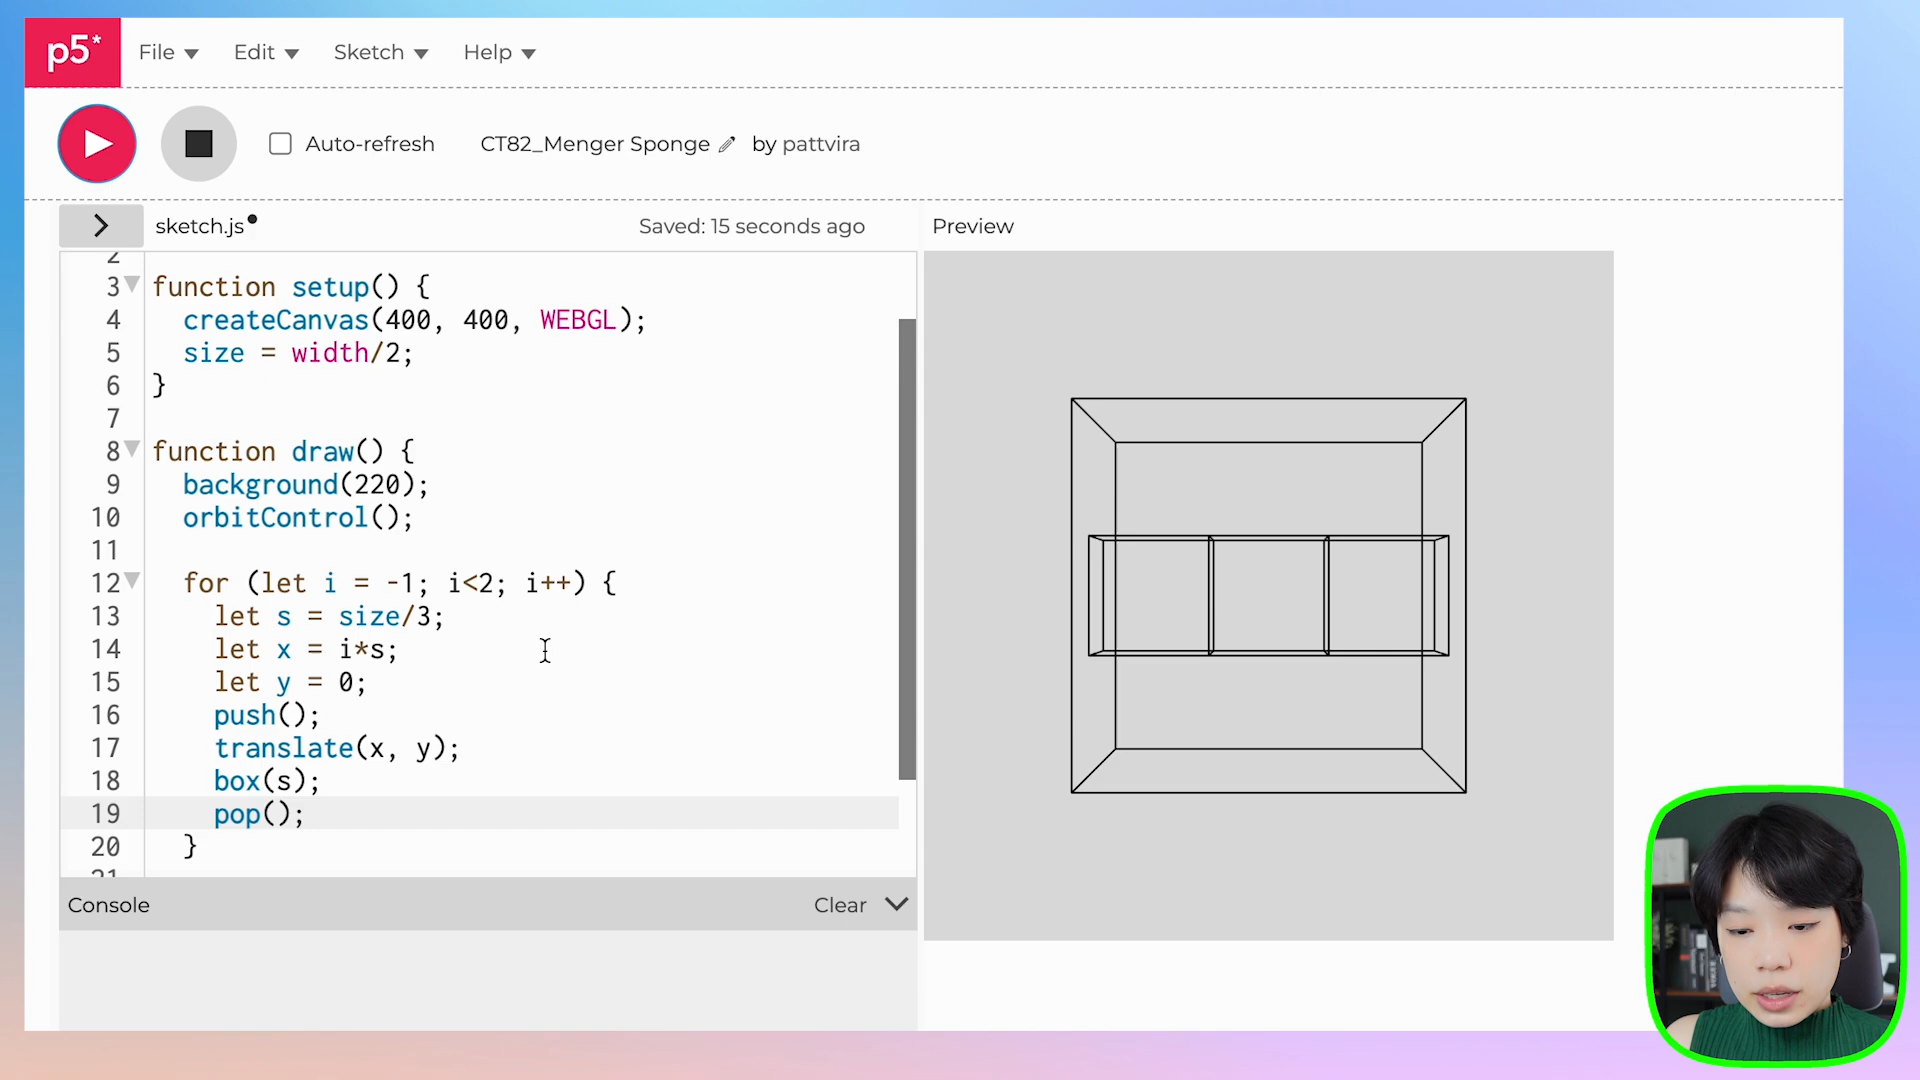 p5*
File Edit Sketch Help
Auto-refresh CT82_Menger Sponge by pattvira
sketch.js Saved: 15 seconds ago Preview
2
3 function setup() {
4 createCanvas(400, 400, WEBGL);
5 size = width/2;
6 }
7
8 function draw() {
9 background(220);
10 orbitControl();
11
12 for (let i = -1; i<2; i++) {
13 let s = size/3;
14 let x = i*s;
15 let y = 0;
16 push();
17 translate(x, y);
18 box(s);
19 pop();
20 }
21
Console Clear